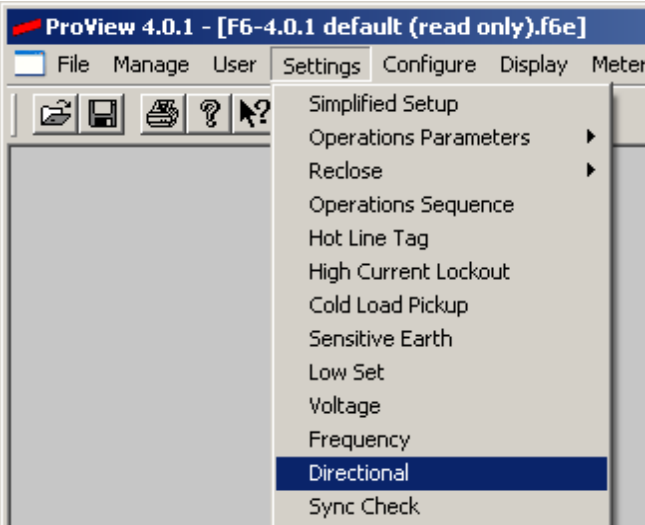 ProView 4.0.1 - [F6-4.0.1 default (read only).f6e]
File Manage User Settings Configure Display Meter
Simplified Setup
Operations Parameters
Reclose
Operations Sequence
Hot Line Tag
High Current Lockout
Cold Load Pickup
Sensitive Earth
Low Set
Voltage
Frequency
Directional
Sync Check